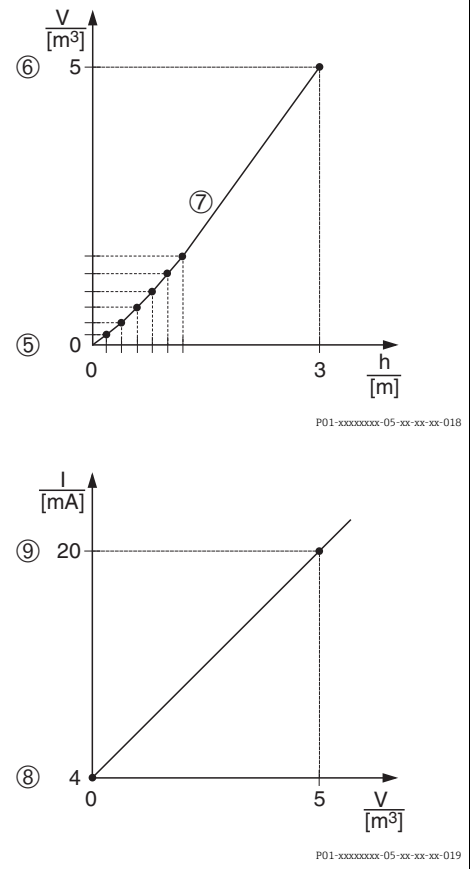 V
[m³]
⑥ 5
⑦
⑤ 0
0 3 h
[m]
P01-xxxxxxxx-05-xx-xx-xx-018
I
[mA]
⑨ 20
⑧ 4
0 5 V
[m³]
P01-xxxxxxxx-05-xx-xx-xx-019